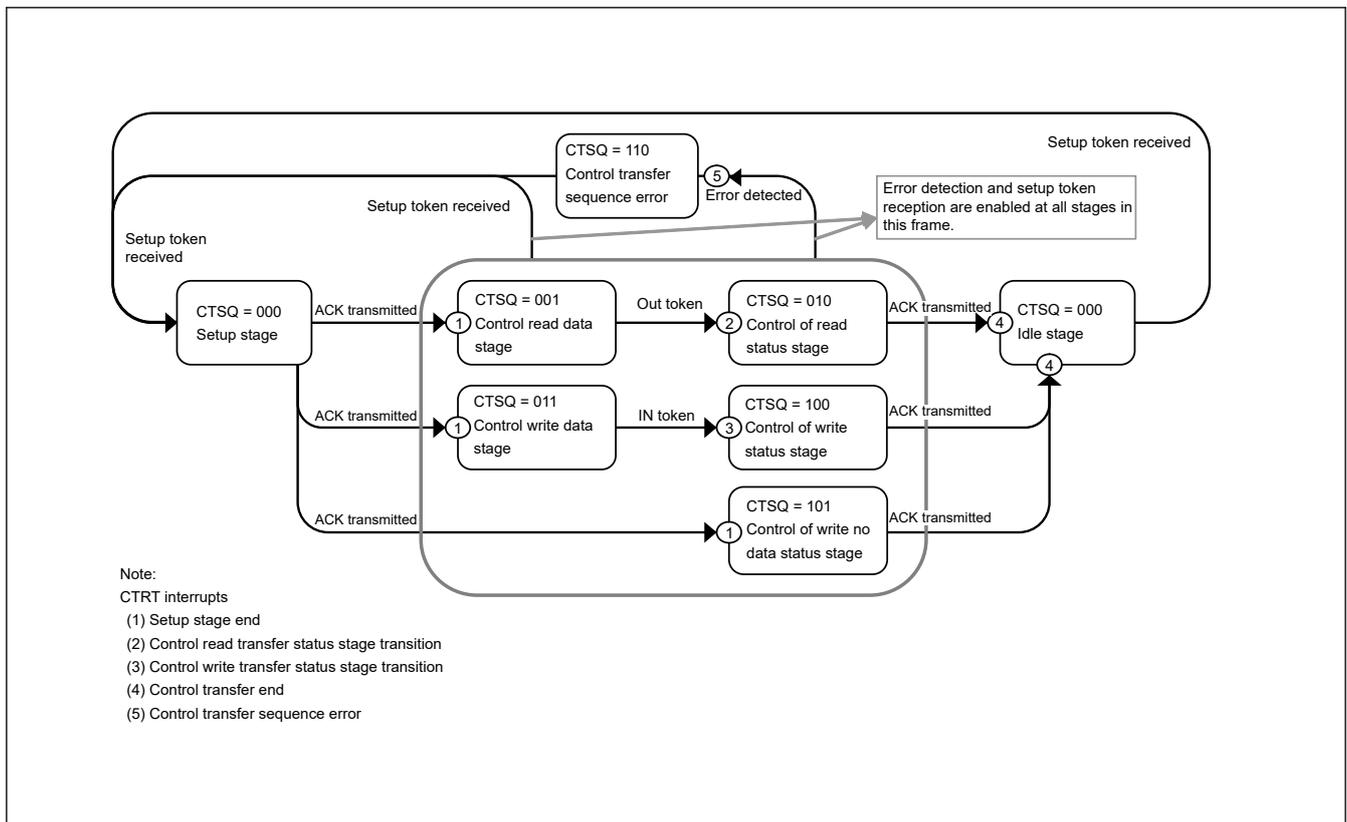 Setup token received
CTSQ = 110
Control transfer
sequence error
5
Error detected
Error detection and setup token
reception are enabled at all stages in
this frame.
Setup token received
Setup token
received
CTSQ = 000
Setup stage
ACK transmitted
1
CTSQ = 001
Control read data
stage
Out token
2
CTSQ = 010
Control of read
status stage
ACK transmitted
4
CTSQ = 000
Idle stage
4
ACK transmitted
1
CTSQ = 011
Control write data
stage
IN token
3
CTSQ = 100
Control of write
status stage
ACK transmitted
ACK transmitted
1
CTSQ = 101
Control of write no
data status stage
ACK transmitted
Note:
CTRT interrupts
(1) Setup stage end
(2) Control read transfer status stage transition
(3) Control write transfer status stage transition
(4) Control transfer end
(5) Control transfer sequence error